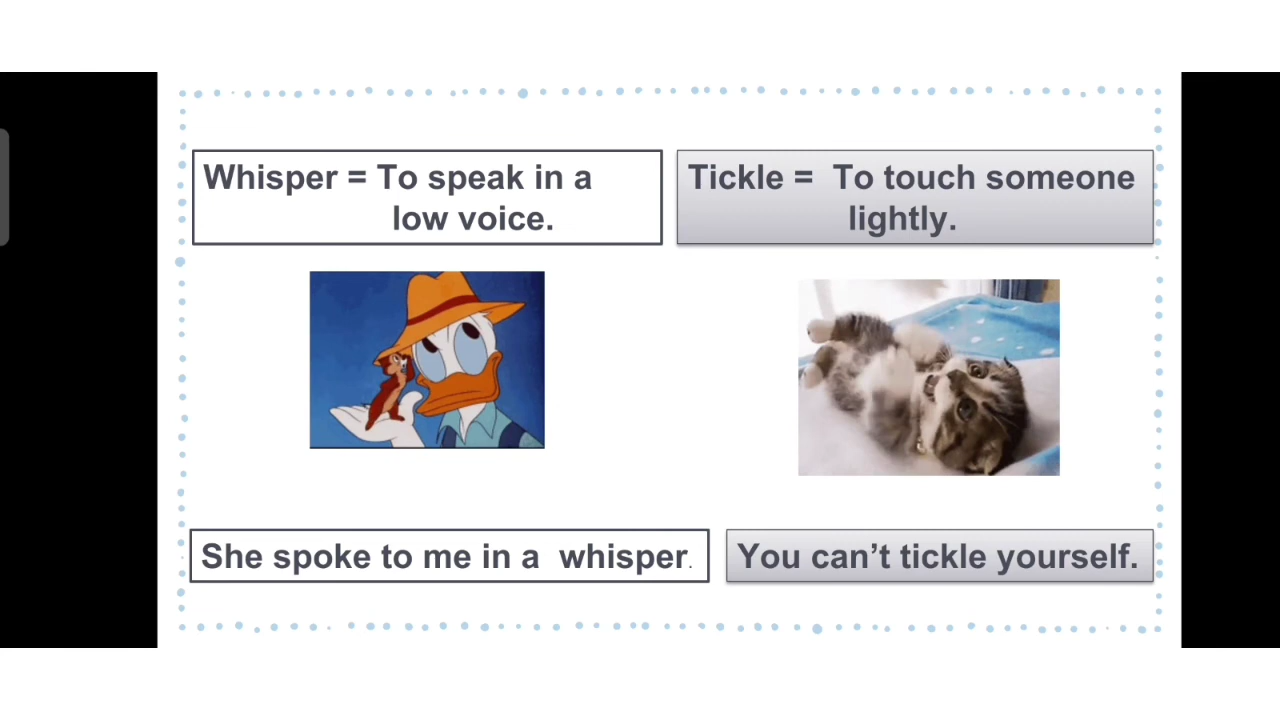 Whisper = To speak in a
low voice.
Tickle =  To touch someone
lightly.
She spoke to me in a  whisper.
You can’t tickle yourself.